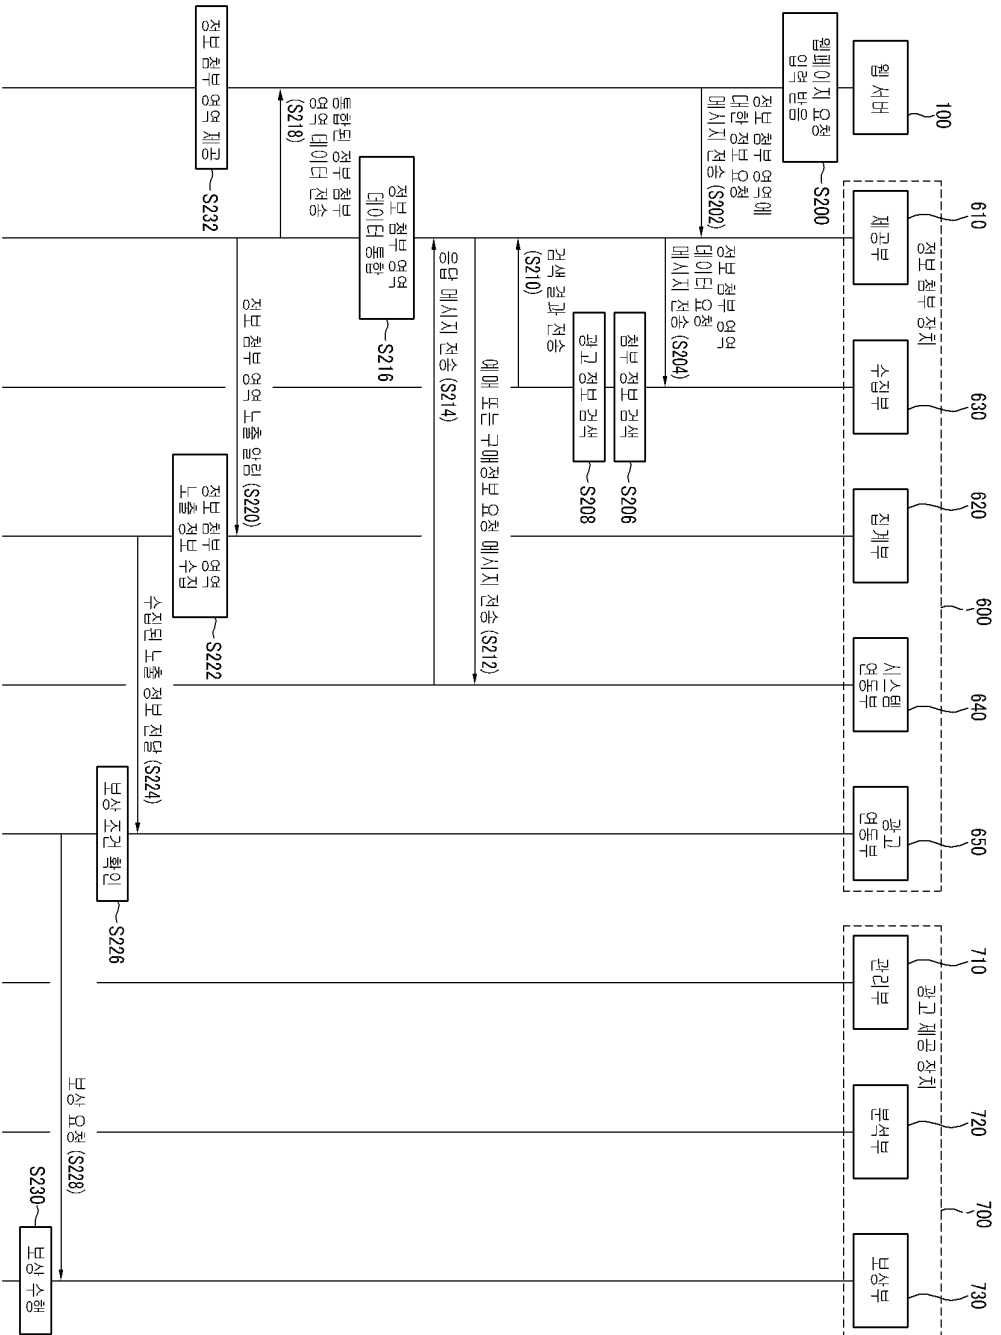 100
웹 서버
610
600
정보 첨부 장치
제공부
630
수집부
620
집계부
640
시스템
연동부
650
광고
연동부
700
광고 제공 장치
710
관리부
720
분석부
730
보상부
웹페이지 요청
입력 받음
S200
정보 첨부 영역에
대한 정보 요청
메시지 전송 (S202)
정보 첨부 영역
데이터 요청
메시지 전송 (S204)
첨부 정보 검색
S206
광고 정보 검색
S208
검색 결과 전송
(S210)
예매 또는 구매정보 요청 메시지 전송 (S212)
응답 메시지 전송 (S214)
정보 첨부 영역
데이터 통합
S216
통합된 정보 첨부
영역 데이터 전송
(S218)
정보 첨부 영역 노출 알림 (S220)
정보 첨부 영역
노출 정보 수집
S222
수집된 노출 정보 전달 (S224)
보상 조건 확인
S226
보상 요청 (S228)
S230
보상 수행
정보 첨부 영역 제공
S232